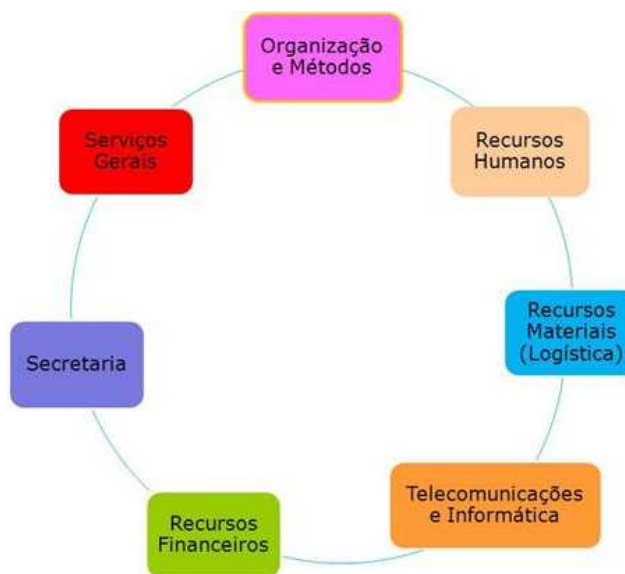 Organização
e Métodos
Recursos
Humanos
Recursos
Materiais
(Logística)
Telecomunicações
e Informática
Recursos
Financeiros
Secretaria
Serviços
Gerais